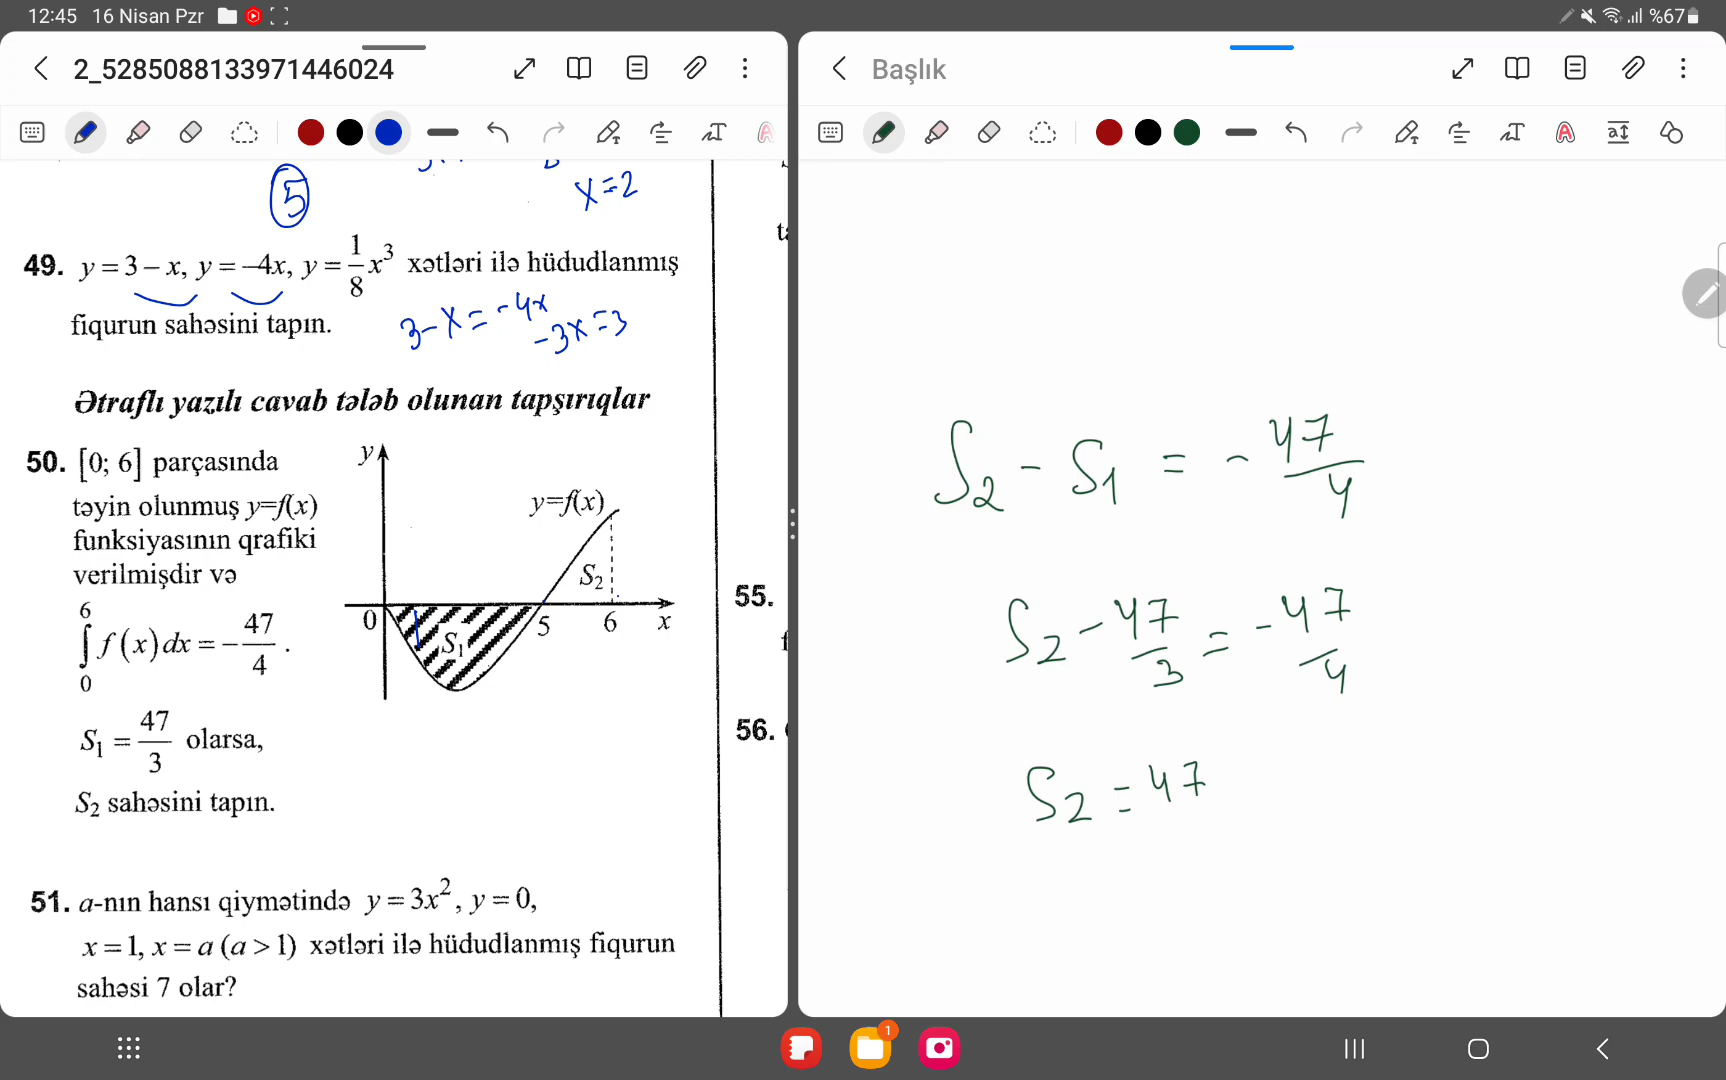 12:45 16 Nisan Pzr %67
2_5285088133971446024
Başlık
x=2
5
49. y = 3 – x, y = –4x, y = 1/8 x³ xətləri ilə hüdudlanmış
fiqurun sahəsini tapın.
3-x=-4x
-3x=3
Ətraflı yazılı cavab tələb olunan tapşırıqlar
50. [0; 6] parçasında
təyin olunmuş y=f(x)
funksiyasının qrafiki
verilmişdir və
∫₀⁶ f(x)dx = –47/4.
S₁ = 47/3 olarsa,
S₂ sahəsini tapın.
y
y=f(x)
S₂
0 S₁ 5 6 x
51. a-nın hansı qiymətində y = 3x², y = 0,
x = 1, x = a (a > 1) xətləri ilə hüdudlanmış fiqurun
sahəsi 7 olar?
55.
56.
S₂ - S₁ = - 47/4
S₂ - 47/3 = - 47/4
S₂ = 47
1